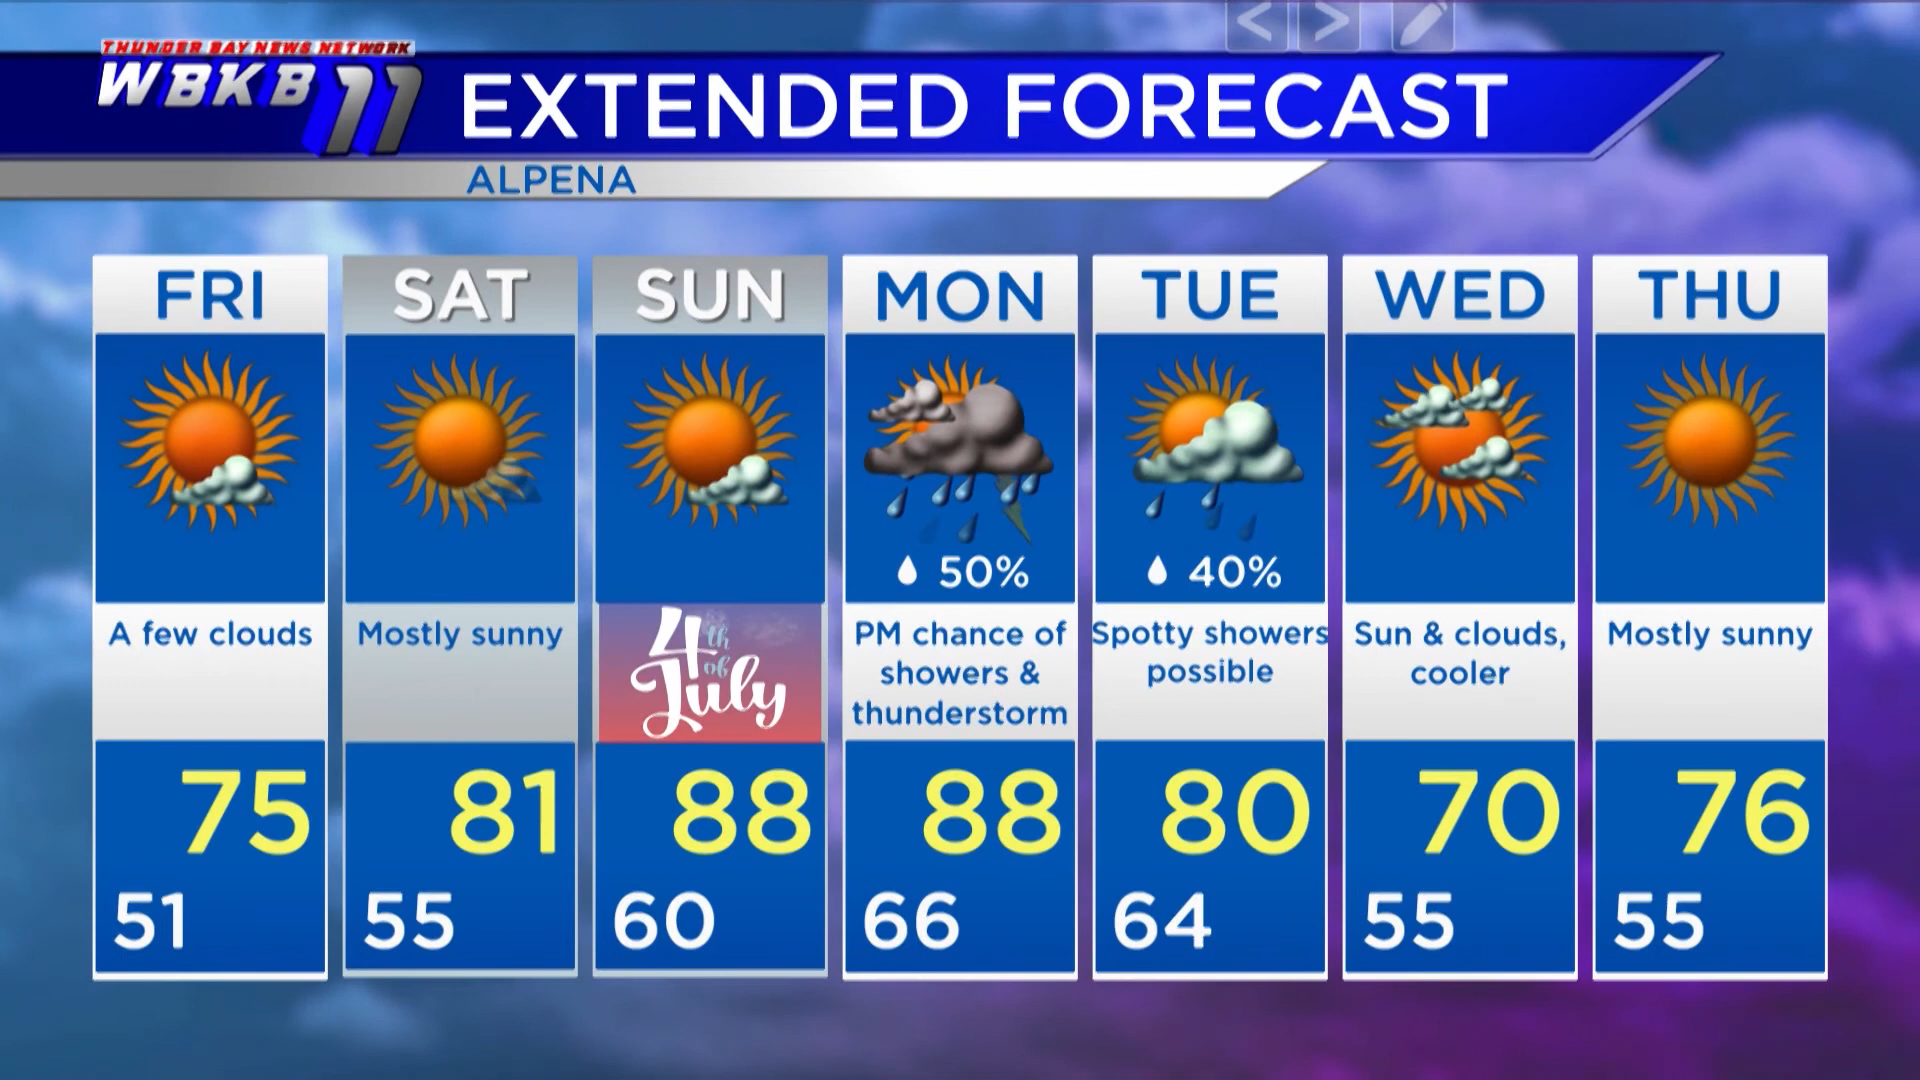 THUNDER BAY NEWS NETWORK
WBKB 11
EXTENDED FORECAST
ALPENA
FRI
SAT
SUN
MON
TUE
WED
THU
50%
40%
A few clouds
Mostly sunny
4th
of
July
PM chance of
showers &
thunderstorm
Spotty showers
possible
Sun & clouds,
cooler
Mostly sunny
75
81
88
88
80
70
76
51
55
60
66
64
55
55